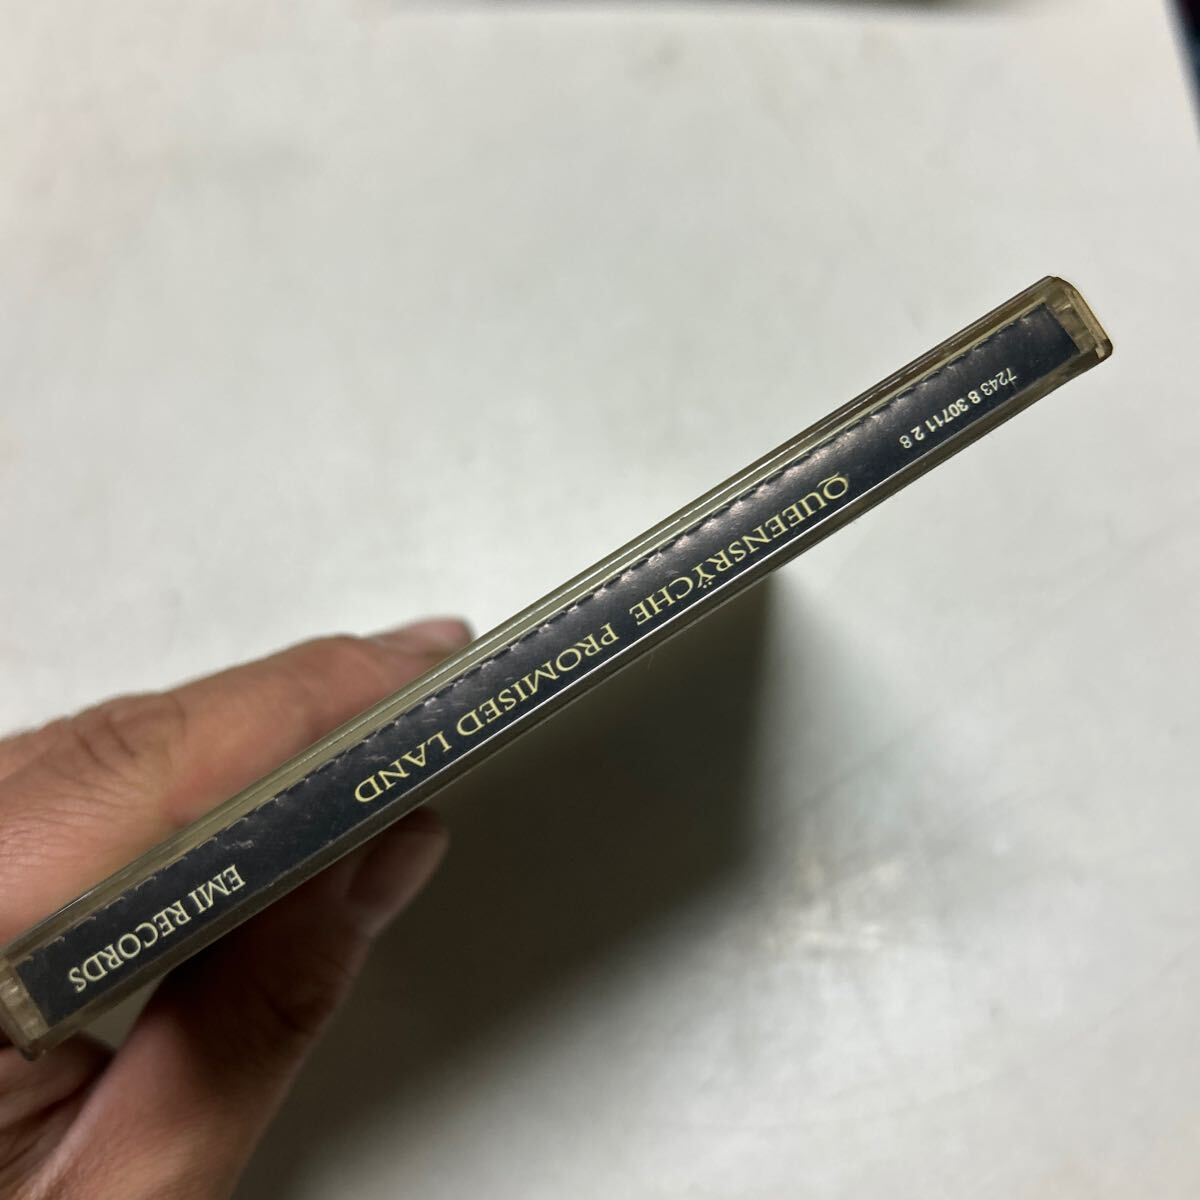 7243 8 30711 2 8 QUEENSRŸCHE PROMISED LAND EMI RECORDS